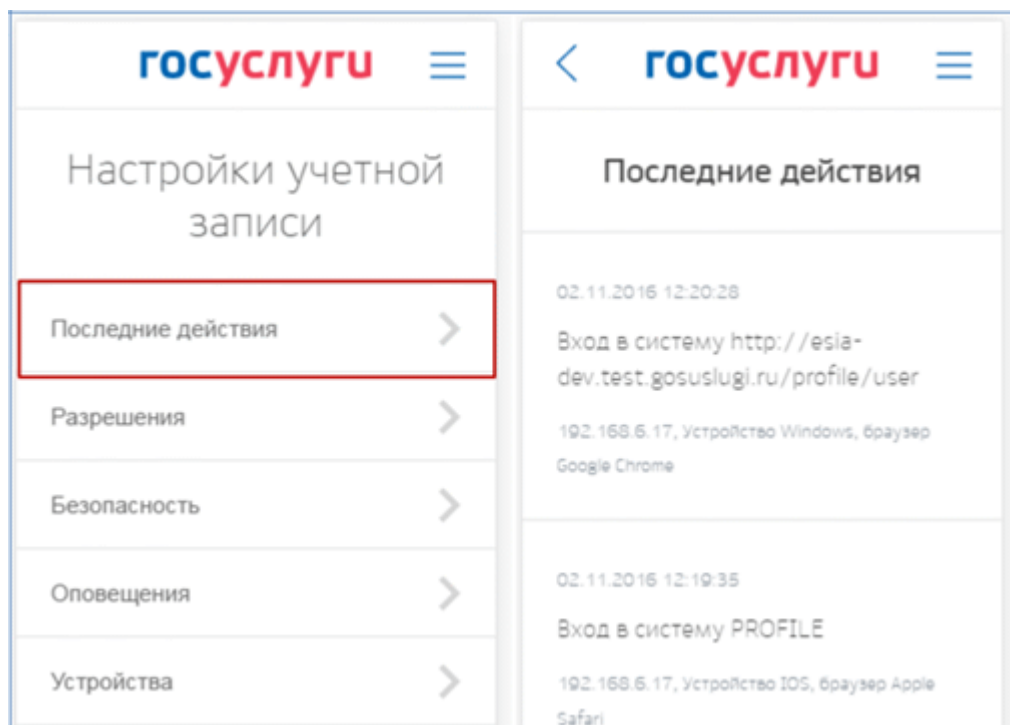 госуслуги
Настройки учетной
записи
Последние действия
Разрешения
Безопасность
Оповещения
Устройства
госуслуги
Последние действия
02.11.2016 12:20:28
Вход в систему http://esia-
dev.test.gosuslugi.ru/profile/user
192.168.6.17, Устройство Windows, браузер
Google Chrome
02.11.2016 12:19:35
Вход в систему PROFILE
192.168.6.17, Устройство IOS, браузер Apple
Safari